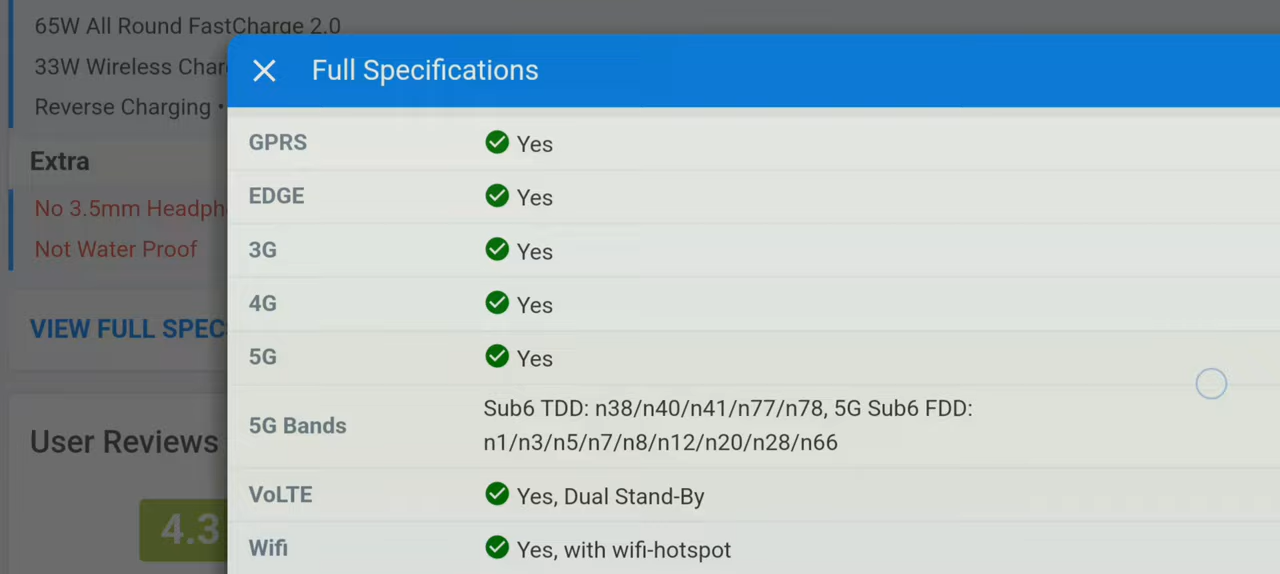 65W All Round FastCharge 2.0
33W Wireless Char
Reverse Charging •
Extra
No 3.5mm Headph
Not Water Proof
VIEW FULL SPEC
User Reviews
4.3
Full Specifications
GPRS Yes
EDGE Yes
3G Yes
4G Yes
5G Yes
5G Bands Sub6 TDD: n38/n40/n41/n77/n78, 5G Sub6 FDD:
n1/n3/n5/n7/n8/n12/n20/n28/n66
VoLTE Yes, Dual Stand-By
Wifi Yes, with wifi-hotspot